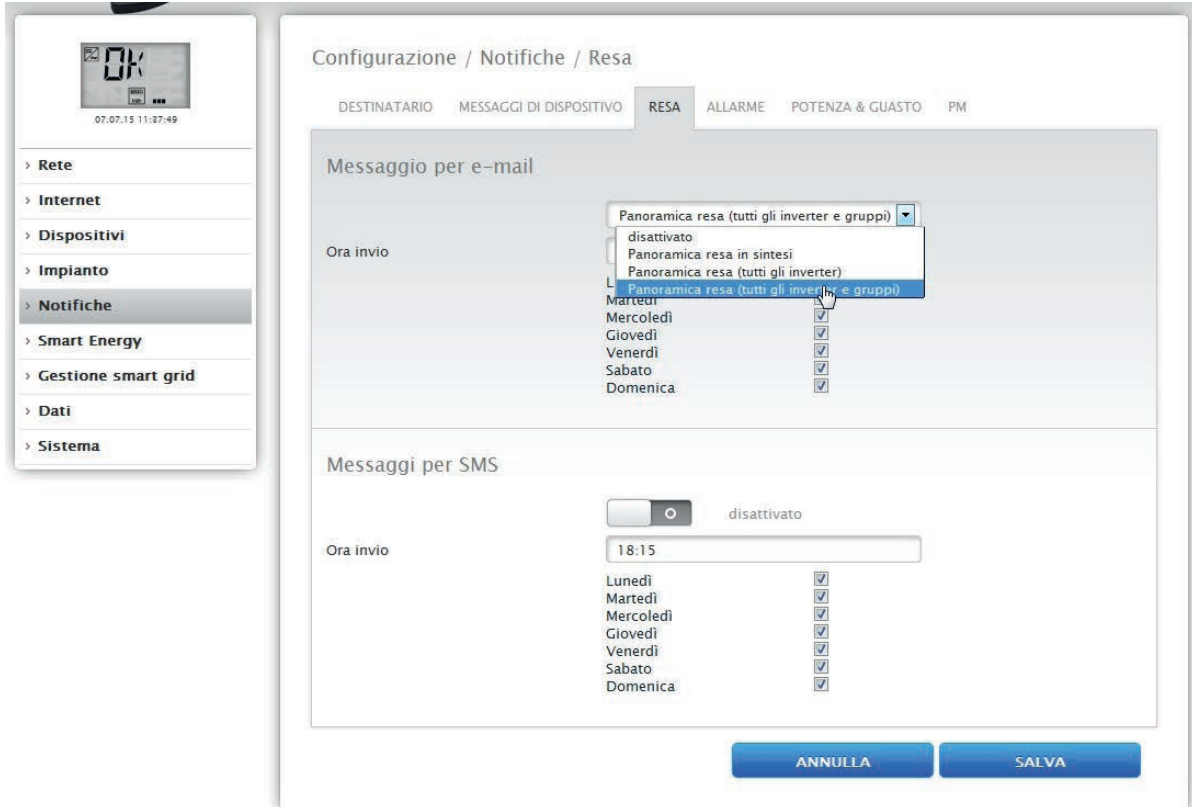 OK
07.07.15 11:37:49
› Rete
› Internet
› Dispositivi
› Impianto
› Notifiche
› Smart Energy
› Gestione smart grid
› Dati
› Sistema
Configurazione / Notifiche / Resa
DESTINATARIO MESSAGGI DI DISPOSITIVO RESA ALLARME POTENZA & GUASTO PM
Messaggio per e-mail
Panoramica resa (tutti gli inverter e gruppi)
disattivato
Ora invio
Panoramica resa in sintesi
Panoramica resa (tutti gli inverter)
Panoramica resa (tutti gli inverter e gruppi)
Martedì
Mercoledì
Giovedì
Venerdì
Sabato
Domenica
Messaggi per SMS
disattivato
Ora invio 18:15
Lunedì
Martedì
Mercoledì
Giovedì
Venerdì
Sabato
Domenica
ANNULLA SALVA